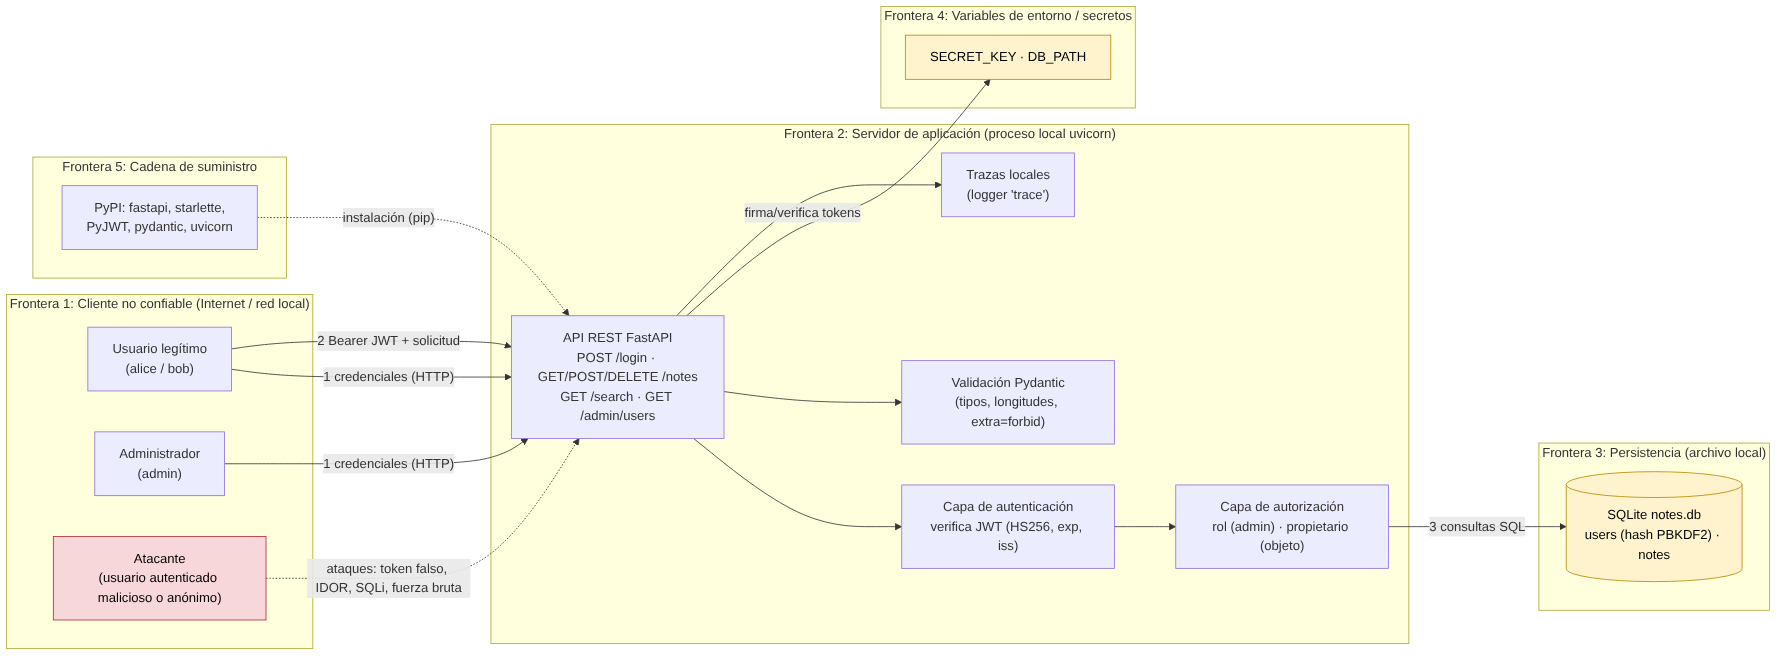 Frontera 4: Variables de entorno / secretos
SECRET_KEY · DB_PATH
Frontera 2: Servidor de aplicación (proceso local uvicorn)
Trazas locales
(logger 'trace')
firma/verifica tokens
Frontera 5: Cadena de suministro
PyPI: fastapi, starlette,
PyJWT, pydantic, uvicorn
instalación (pip)
Frontera 1: Cliente no confiable (Internet / red local)
Usuario legítimo
(alice / bob)
2 Bearer JWT + solicitud
1 credenciales (HTTP)
Administrador
(admin)
1 credenciales (HTTP)
Atacante
(usuario autenticado
malicioso o anónimo)
ataques: token falso,
IDOR, SQLi, fuerza bruta
API REST FastAPI
POST /login ·
GET/POST/DELETE /notes
GET /search · GET
/admin/users
Validación Pydantic
(tipos, longitudes,
extra=forbid)
Capa de autenticación
verifica JWT (HS256, exp,
iss)
Capa de autorización
rol (admin) · propietario
(objeto)
3 consultas SQL
Frontera 3: Persistencia (archivo local)
SQLite notes.db
users (hash PBKDF2) ·
notes